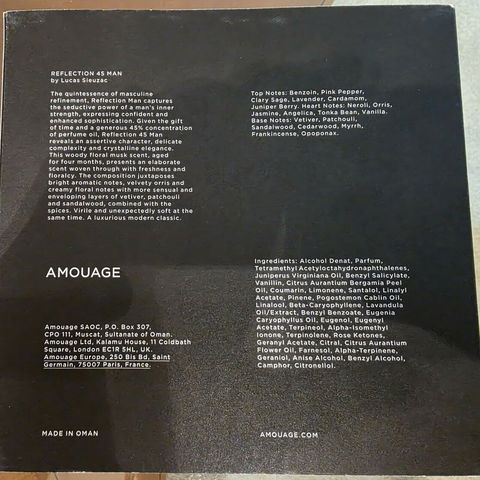 REFLECTION 45 MAN
by Lucas Sieuzac
The quintessence of masculine
refinement, Reflection Man captures
the seductive power of a man's inner
strength, expressing confident and
enhanced sophistication. Given the gift
of time and a generous 45% concentration
of perfume oil, Reflection 45 Man
reveals an assertive character, delicate
complexity and crystalline elegance.
This woody floral musk scent, aged
for four months, presents an elaborate
scent woven through with freshness and
floralcy. The composition juxtaposes
bright aromatic notes, velvety orris and
creamy floral notes with more sensual and
enveloping layers of vetiver, patchouli
and sandalwood, combined with the
spices. Virile and unexpectedly soft at the
same time. A luxurious modern classic.
Top Notes: Benzoin, Pink Pepper,
Clary Sage, Lavender, Cardamom,
Juniper Berry. Heart Notes: Neroli, Orris,
Jasmine, Angelica, Tonka Bean, Vanilla.
Base Notes: Vetiver, Patchouli,
Sandalwood, Cedarwood, Myrrh,
Frankincense, Opoponax.
AMOUAGE
Amouage SAOC, P.O. Box 307,
CPO 111, Muscat, Sultanate of Oman.
Amouage Ltd, Kalamu House, 11 Coldbath
Square, London EC1R 5HL, UK.
Amouage Europe, 250 Bis Bd, Saint
Germain, 75007 Paris, France.
Ingredients: Alcohol Denat, Parfum,
Tetramethyl Acetyloctahydronaphthalenes,
Juniperus Virginiana Oil, Benzyl Salicylate,
Vanillin, Citrus Aurantium Bergamia Peel
Oil, Coumarin, Limonene, Santalol, Linalyl
Acetate, Pinene, Pogostemon Cablin Oil,
Linalool, Beta-Caryophyllene, Lavandula
Oil/Extract, Benzyl Benzoate, Eugenia
Caryophyllus Oil, Eugenol, Eugenyl
Acetate, Terpineol, Alpha-Isomethyl
Ionone, Terpinolene, Rose Ketones,
Geranyl Acetate, Citral, Citrus Aurantium
Flower Oil, Farnesol, Alpha-Terpinene,
Geraniol, Anise Alcohol, Benzyl Alcohol,
Camphor, Citronellol.
MADE IN OMAN
AMOUAGE.COM